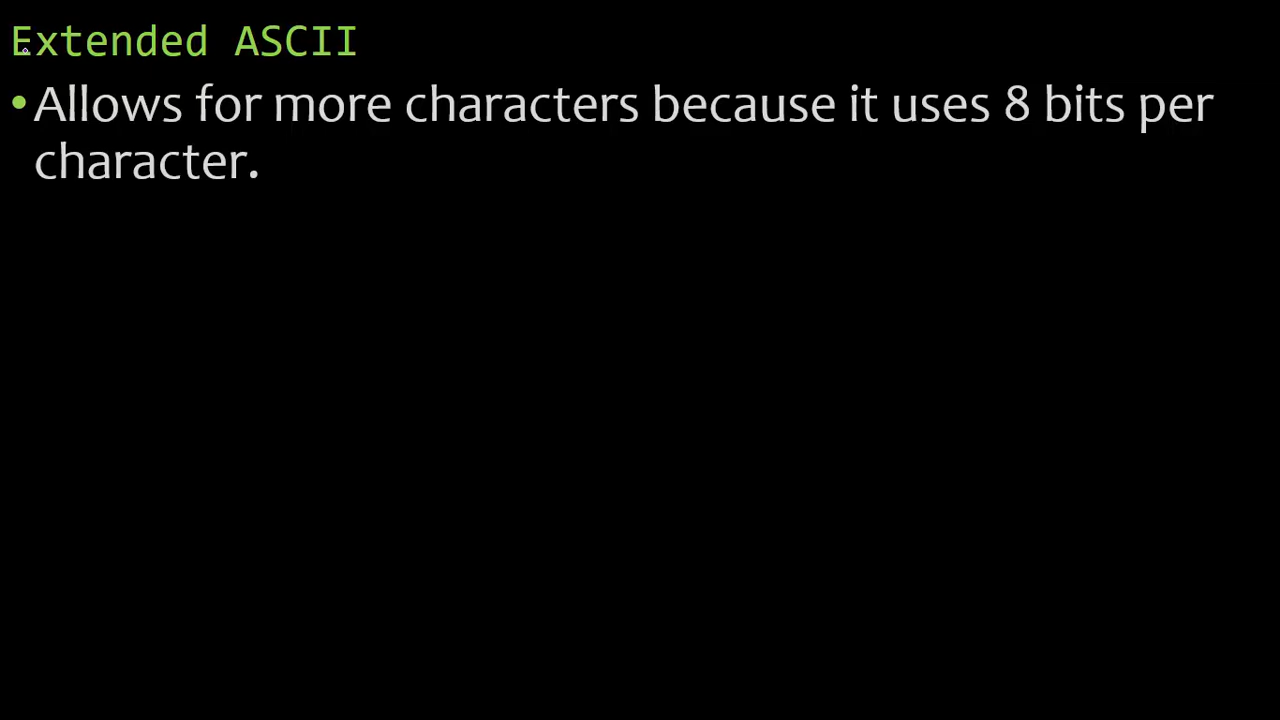 Extended ASCII
•Allows for more characters because it uses 8 bits per
character.